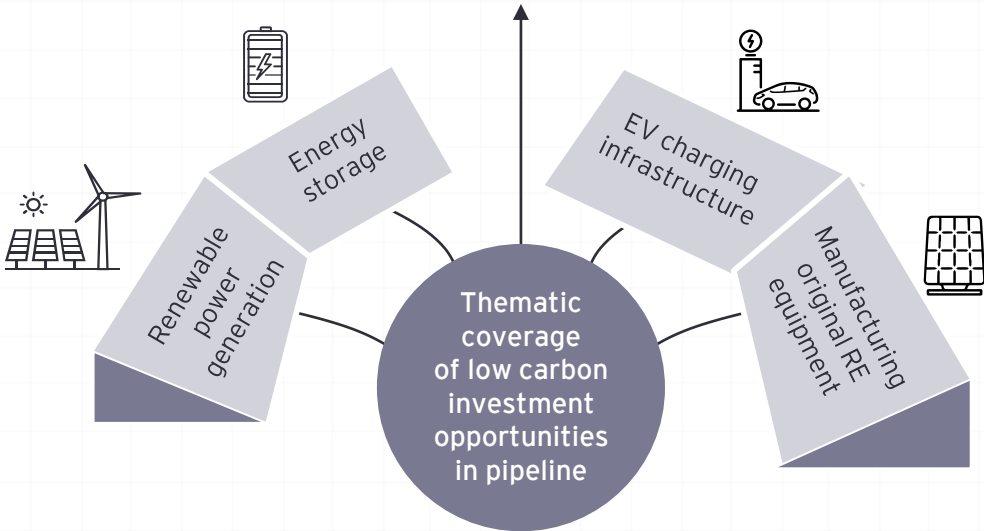 Energy
storage
EV charging
infrastructure
Renewable
power
generation
Manufacturing
original RE
equipment
Thematic
coverage
of low carbon
investment
opportunities
in pipeline